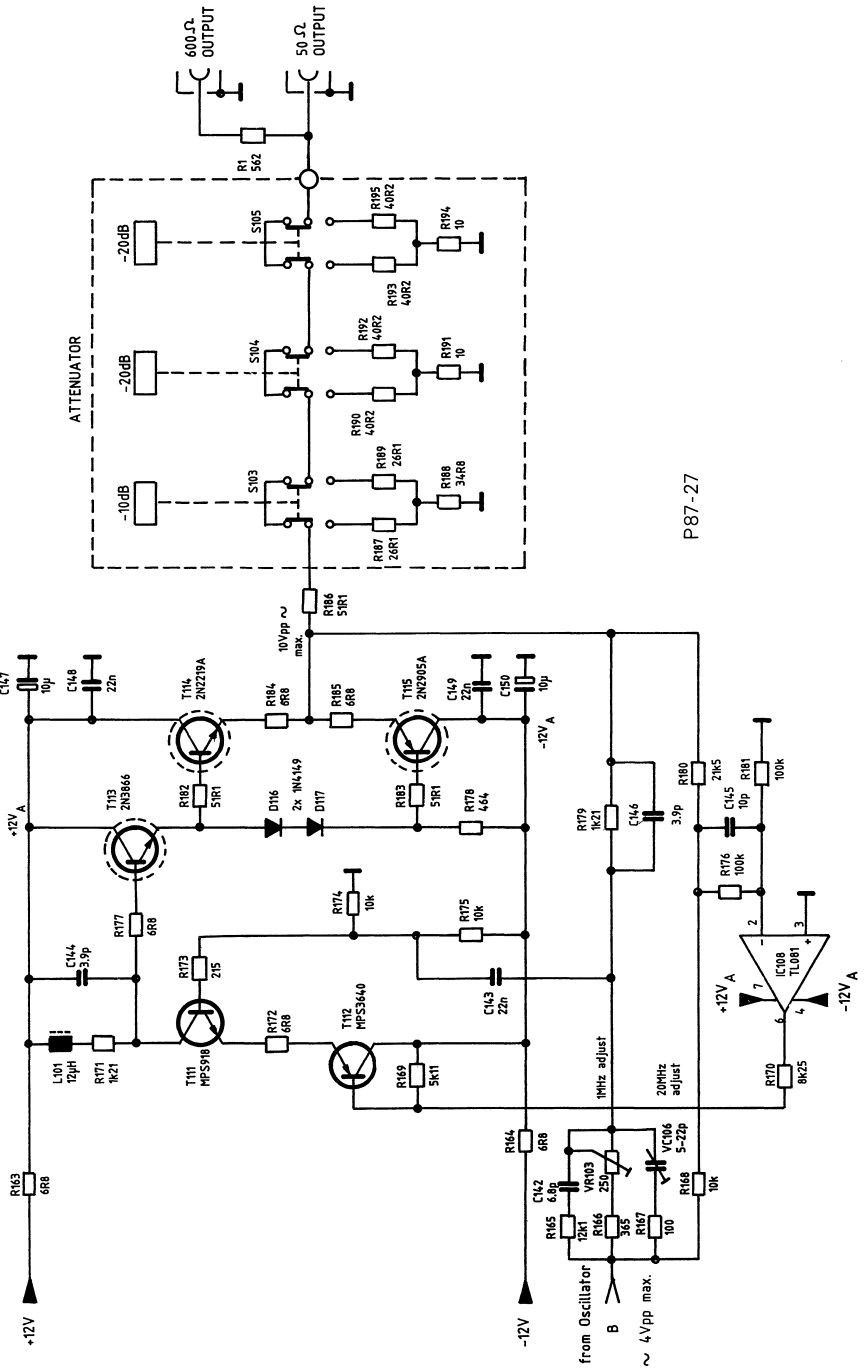 600Ω
OUTPUT
50Ω
OUTPUT
R1
562
ATTENUATOR
-10dB
-20dB
-20dB
S103
S104
S105
R187
26R1
R189
26R1
R188
34R8
R190
40R2
R192
40R2
R191
10
R193
40R2
R195
40R2
R194
10
P87-27
R186
51R1
10Vpp ~
max.
C147
10µ
C148
22n
T114
2N2219A
R184
6R8
R185
6R8
T115
2N2905A
C149
22n
C150
10µ
-12V A
+12V A
T113
2N3866
R182
51R1
D116
2x 1N4149
D117
R183
51R1
R178
464
R177
6R8
C144
3.9p
L101
12µH
R171
1k21
T111
MPS918
R173
215
R174
10k
R175
10k
C143
22n
R172
6R8
T112
MPS3640
R169
5k11
R163
6R8
R164
6R8
+12V
-12V
R179
1k21
C146
3.9p
R180
21k5
R181
100k
C145
10p
R176
100k
2
3
-
+
IC108
TL081
7
4
6
+12V A
-12V A
R170
8k25
1MHz adjust
20MHz
adjust
C142
6.8p
R165
12k1
VR103
250
R166
365
VC106
5-22p
R167
100
R168
10k
from Oscillator
B
~ 4Vpp max.